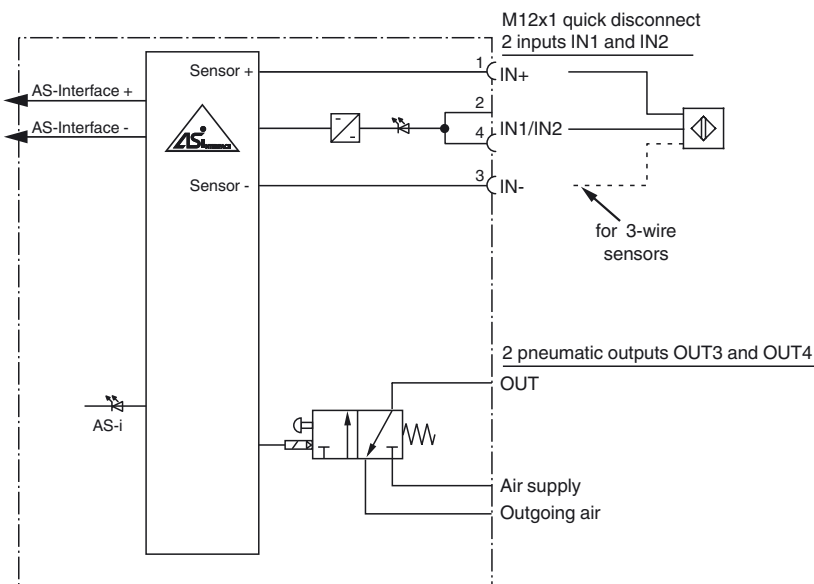 M12x1 quick disconnect
2 inputs IN1 and IN2
Sensor +
1
IN+
AS-Interface +
2
AS-Interface -
ASi
INTERFACE
4
IN1/IN2
3
Sensor -
IN-
for 3-wire
sensors
2 pneumatic outputs OUT3 and OUT4
OUT
AS-i
Air supply
Outgoing air